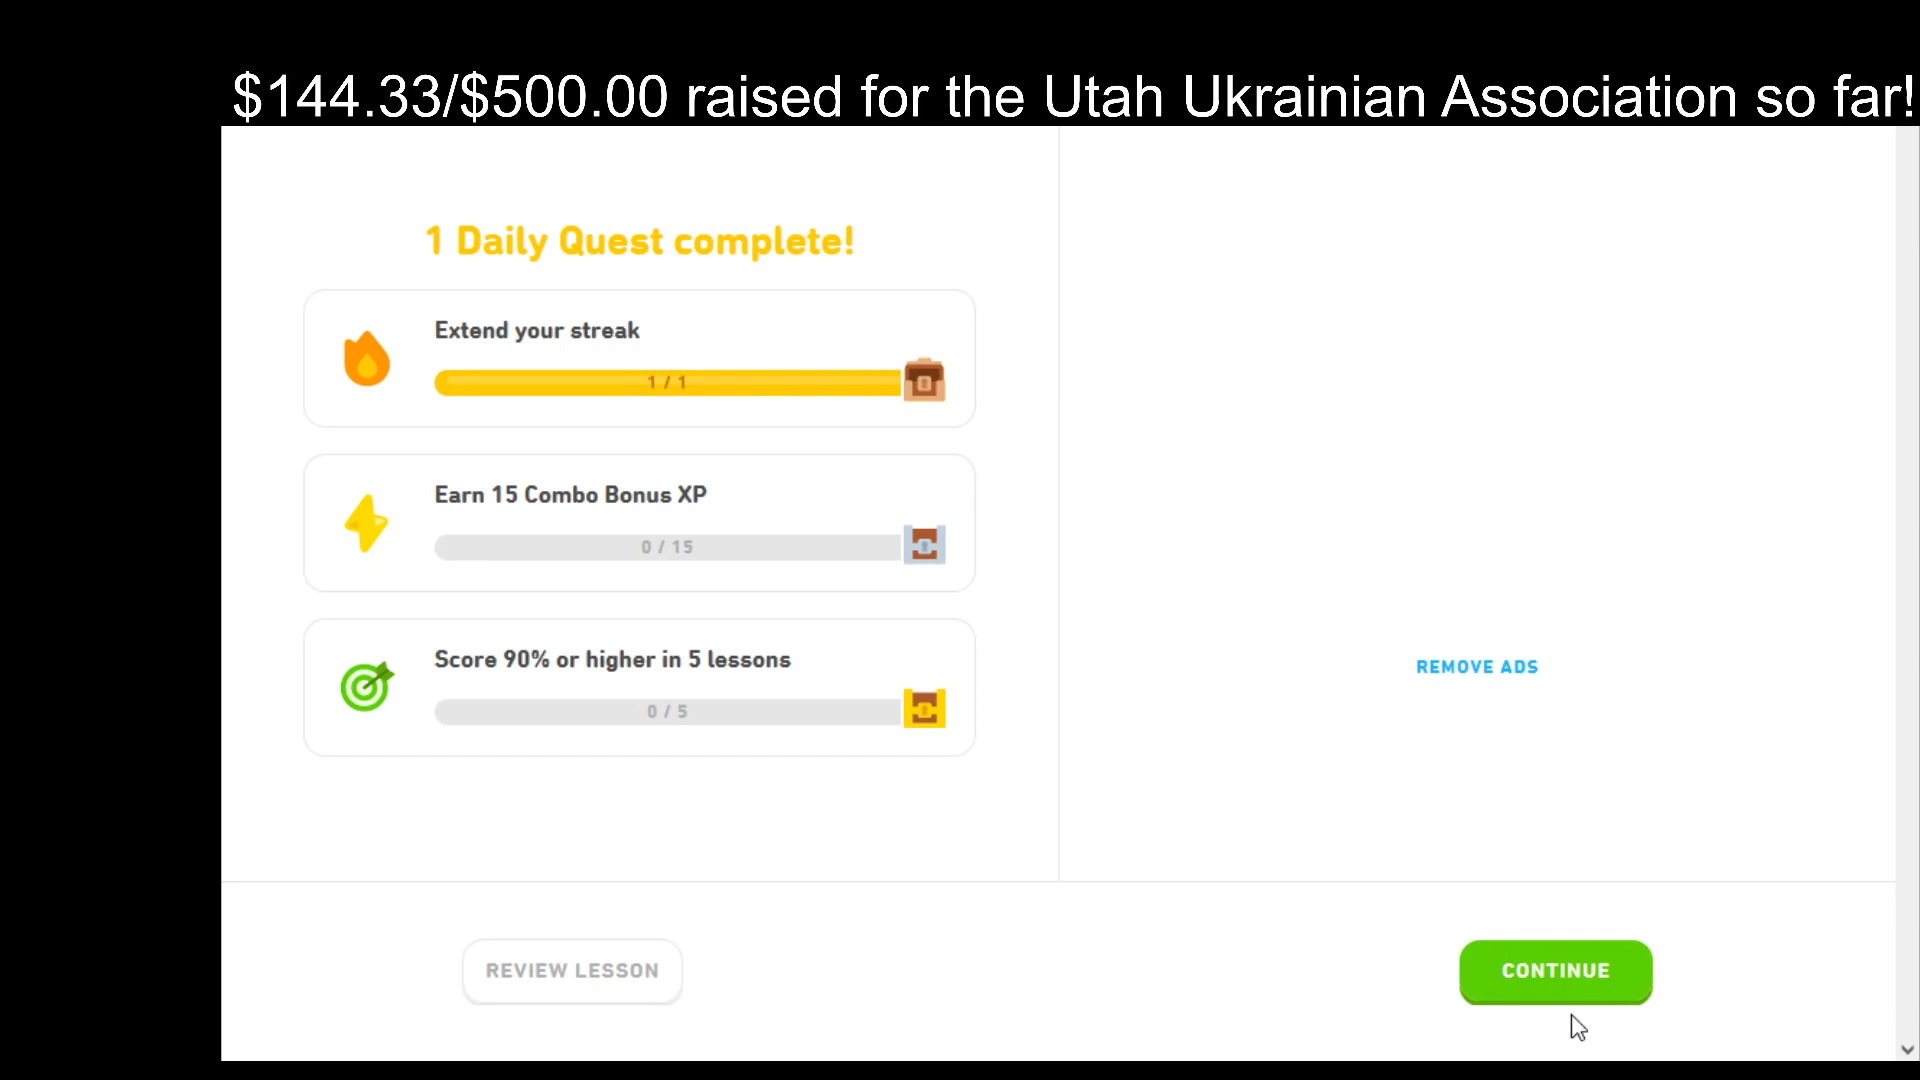 $144.33/$500.00 raised for the Utah Ukrainian Association so far!
1 Daily Quest complete!
Extend your streak
1 / 1
Earn 15 Combo Bonus XP
0 / 15
Score 90% or higher in 5 lessons
0 / 5
REMOVE ADS
REVIEW LESSON
CONTINUE